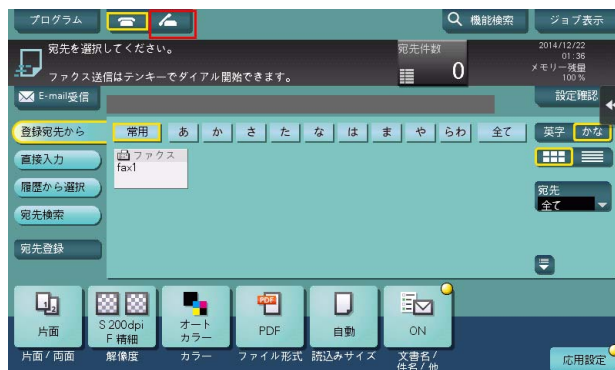 プログラム
機能検索
ジョブ表示
宛先を選択してください。
ファクス送信はテンキーでダイアル開始できます。
宛先件数
0
2014/12/22
01:36
メモリー残量
100%
E-mail受信
設定確認
登録宛先から
常用 あ か さ た な は ま や らわ 全て
英字 かな
直接入力
ファクス
fax1
履歴から選択
宛先
全て
宛先検索
宛先登録
片面
S 200dpi
F 精細
オート
カラー
PDF
PDF
自動
ON
片面/両面
解像度
カラー
ファイル形式
読込みサイズ
文書名/
件名/他
応用設定